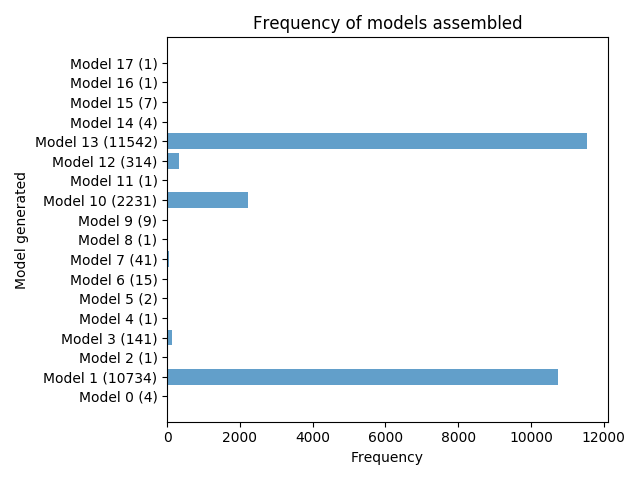 Frequency of models assembled
Model generated
Model 17 (1)
Model 16 (1)
Model 15 (7)
Model 14 (4)
Model 13 (11542)
Model 12 (314)
Model 11 (1)
Model 10 (2231)
Model 9 (9)
Model 8 (1)
Model 7 (41)
Model 6 (15)
Model 5 (2)
Model 4 (1)
Model 3 (141)
Model 2 (1)
Model 1 (10734)
Model 0 (4)
0 2000 4000 6000 8000 10000 12000
Frequency